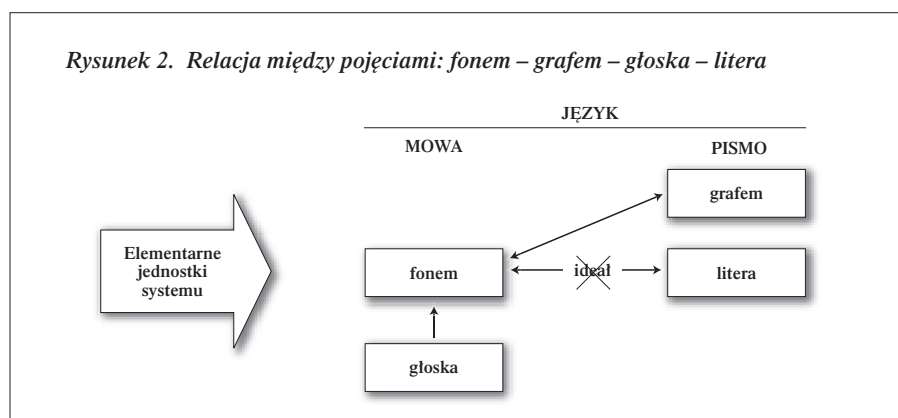 Rysunek 2. Relacja między pojęciami: fonem – grafem – głoska – litera
JĘZYK
MOWA PISMO
grafem
Elementarne
jednostki
systemu
fonem ideał litera
głoska